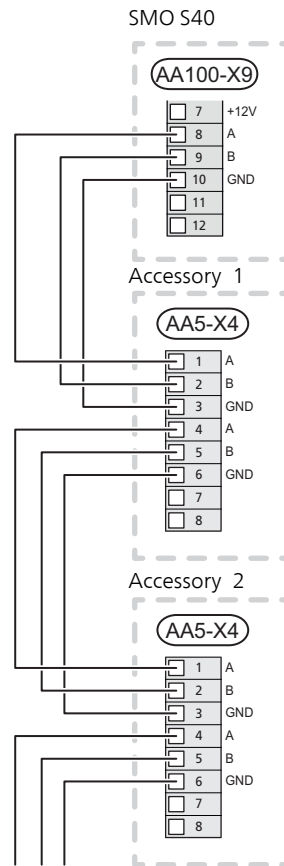 SMO S40
AA100-X9
7 +12V
8 A
9 B
10 GND
11
12
Accessory 1
AA5-X4
1 A
2 B
3 GND
4 A
5 B
6 GND
7
8
Accessory 2
AA5-X4
1 A
2 B
3 GND
4 A
5 B
6 GND
7
8